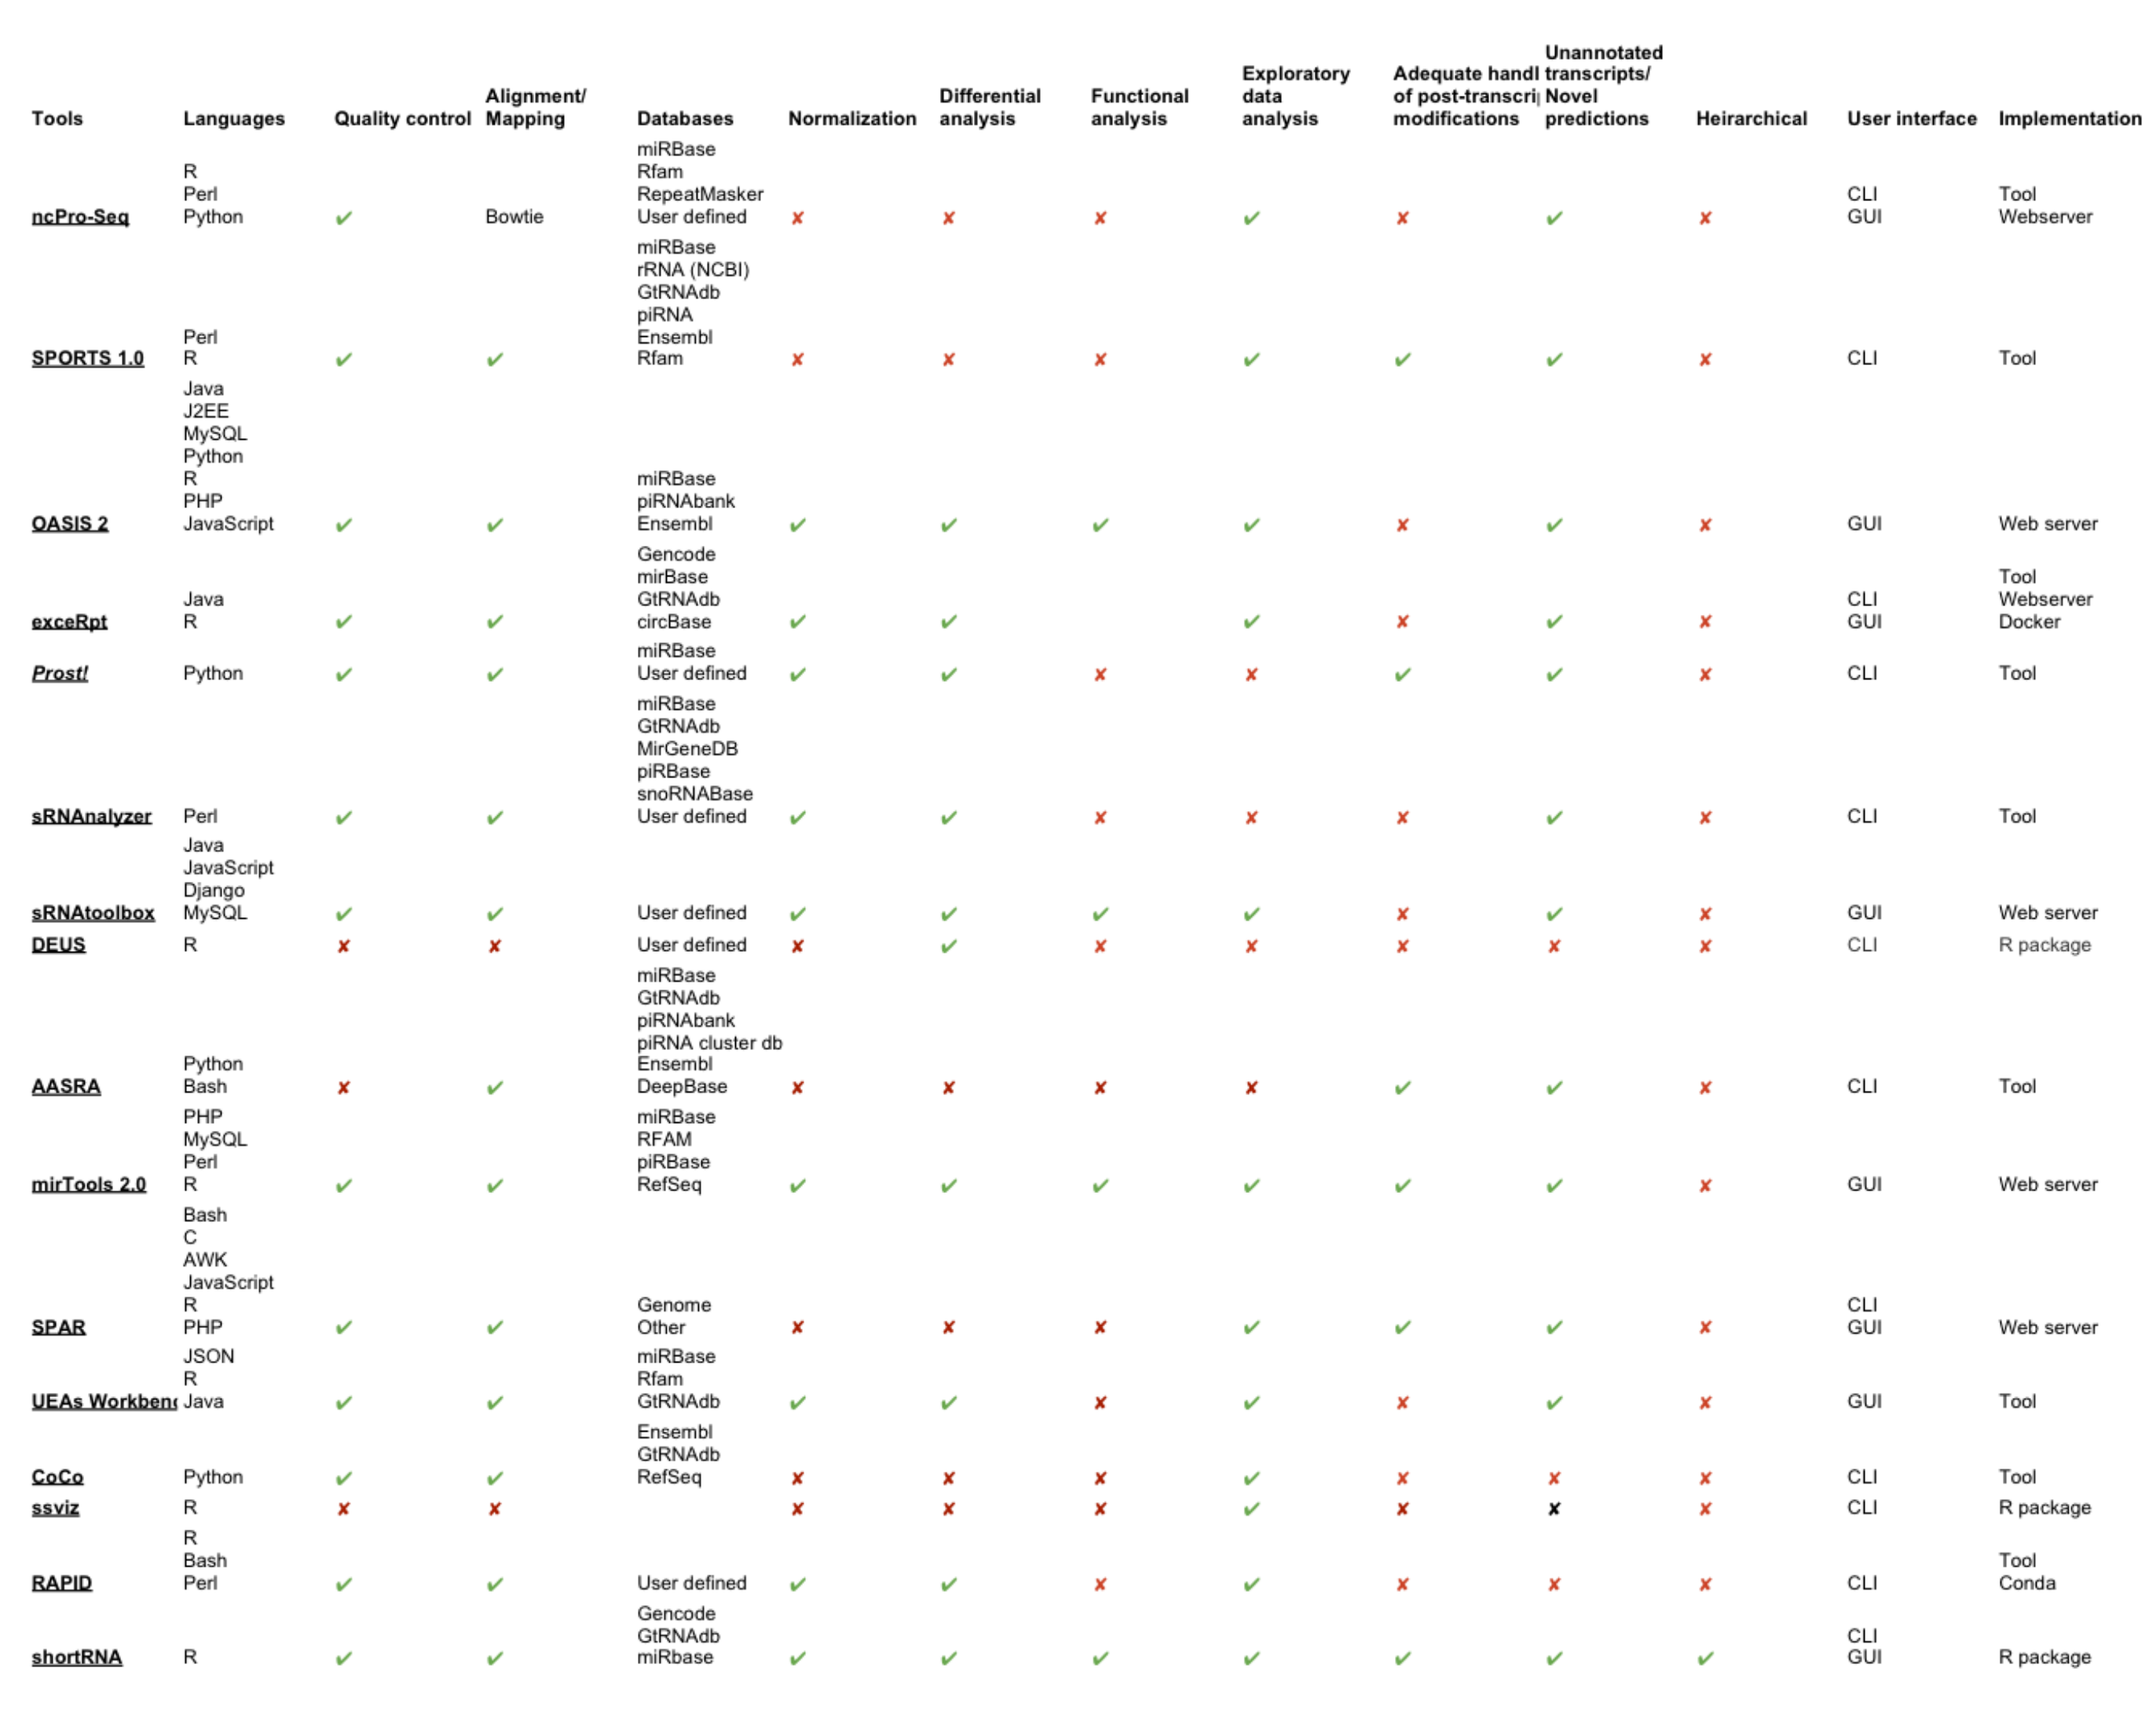 Unannotated
Exploratory Adequate handl transcripts/
Alignment/ Differential Functional data of post-transcri Novel
Tools Languages Quality control Mapping Databases Normalization analysis analysis analysis modifications predictions Heirarchical User interface Implementation
miRBase
R Rfam
Perl RepeatMasker CLI Tool
ncPro-Seq Python ✔ Bowtie User defined ✘ ✘ ✘ ✔ ✘ ✔ ✘ GUI Webserver
miRBase
rRNA (NCBI)
GtRNAdb
piRNA
Perl Ensembl
SPORTS 1.0 R ✔ ✔ Rfam ✘ ✘ ✘ ✔ ✔ ✔ ✘ CLI Tool
Java
J2EE
MySQL
Python
R miRBase
PHP piRNAbank
OASIS 2 JavaScript ✔ ✔ Ensembl ✔ ✔ ✔ ✔ ✘ ✔ ✘ GUI Web server
Gencode
mirBase Tool
Java GtRNAdb CLI Webserver
exceRpt R ✔ ✔ circBase ✔ ✔ ✔ ✘ ✔ ✘ GUI Docker
miRBase
Prost! Python ✔ ✔ User defined ✔ ✔ ✘ ✘ ✔ ✔ ✘ CLI Tool
miRBase
GtRNAdb
MirGeneDB
piRBase
snoRNABase
sRNAnalyzer Perl ✔ ✔ User defined ✔ ✔ ✘ ✘ ✘ ✔ ✘ CLI Tool
Java
JavaScript
Django
sRNAtoolbox MySQL ✔ ✔ User defined ✔ ✔ ✔ ✔ ✘ ✔ ✘ GUI Web server
DEUS R ✘ ✘ User defined ✘ ✔ ✘ ✘ ✘ ✘ ✘ CLI R package
miRBase
GtRNAdb
piRNAbank
piRNA cluster db
Python Ensembl
AASRA Bash ✘ ✔ DeepBase ✘ ✘ ✘ ✘ ✔ ✔ ✘ CLI Tool
PHP miRBase
MySQL RFAM
Perl piRBase
mirTools 2.0 R ✔ ✔ RefSeq ✔ ✔ ✔ ✔ ✔ ✔ ✘ GUI Web server
Bash
C
AWK
JavaScript
R Genome CLI
SPAR PHP ✔ ✔ Other ✘ ✘ ✘ ✔ ✔ ✔ ✘ GUI Web server
JSON miRBase
R Rfam
UEAs Workbenc Java ✔ ✔ GtRNAdb ✔ ✔ ✘ ✔ ✘ ✔ ✘ GUI Tool
Ensembl
GtRNAdb
CoCo Python ✔ ✔ RefSeq ✘ ✘ ✘ ✔ ✘ ✘ ✘ CLI Tool
ssviz R ✘ ✘ ✘ ✘ ✘ ✔ ✘ ✘ ✘ CLI R package
R
Bash Tool
RAPID Perl ✔ ✔ User defined ✔ ✔ ✘ ✔ ✘ ✘ ✘ CLI Conda
Gencode
GtRNAdb CLI
shortRNA R ✔ ✔ miRbase ✔ ✔ ✔ ✔ ✔ ✔ ✔ GUI R package